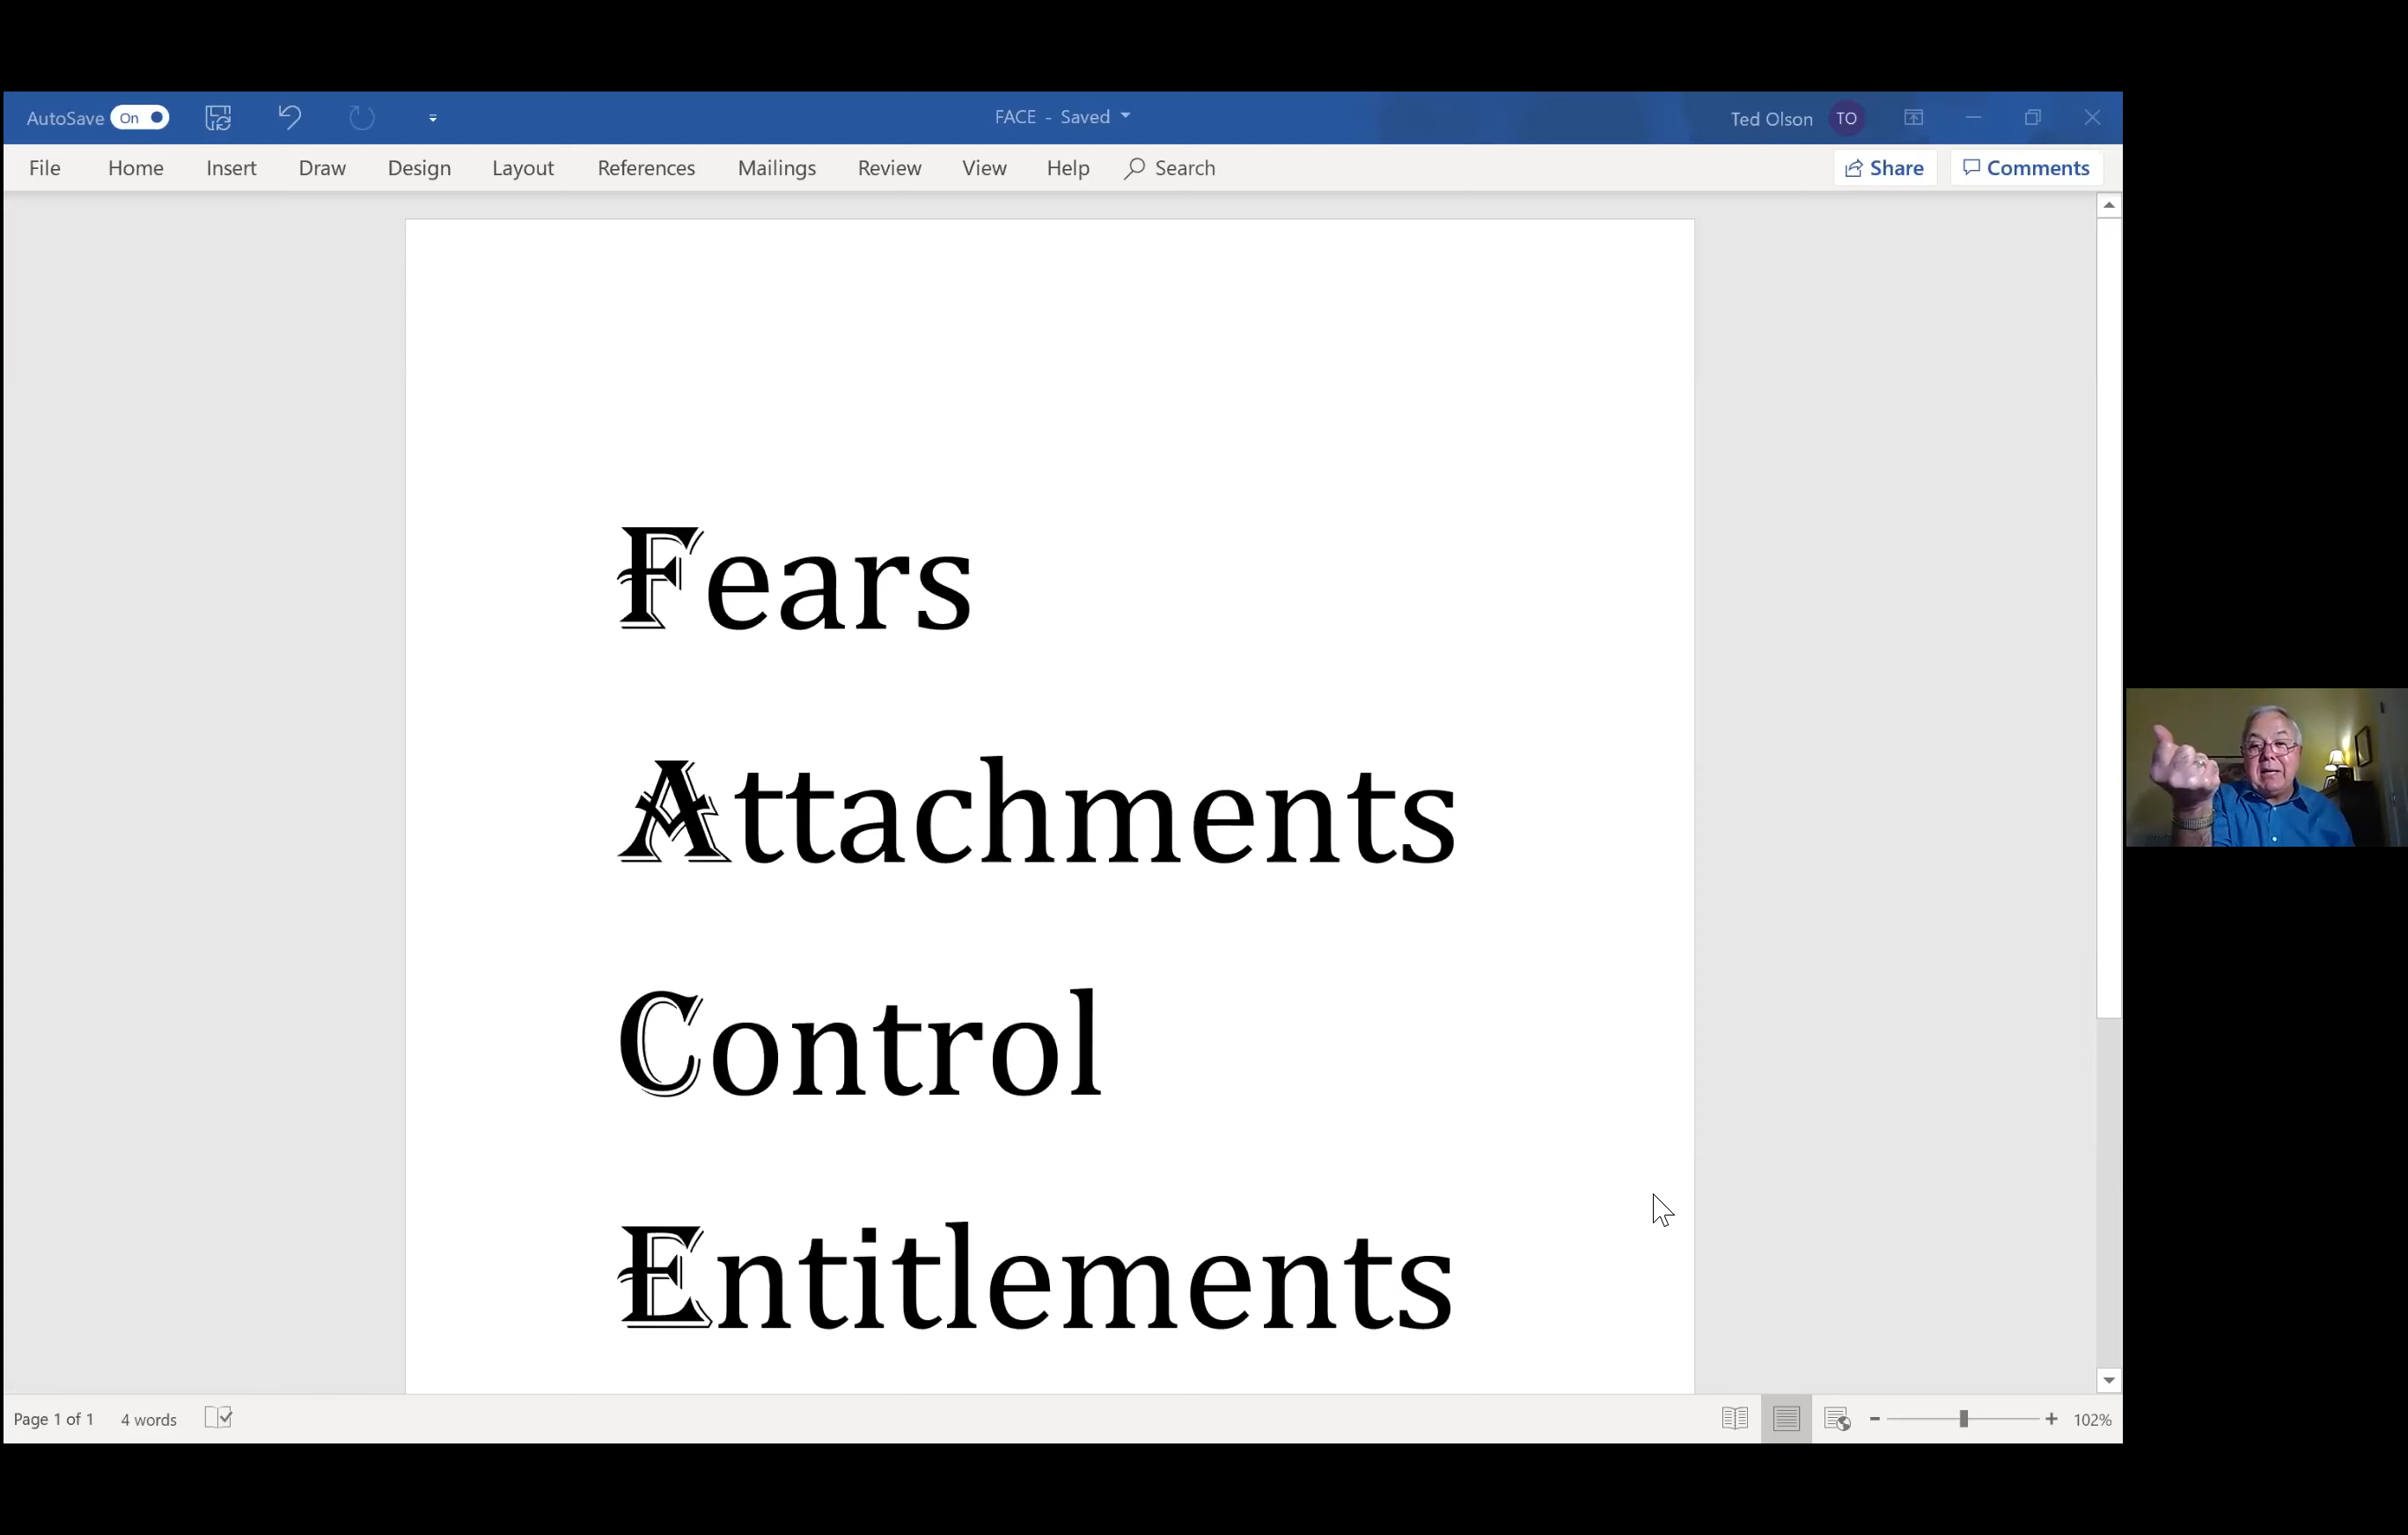 AutoSave On FACE - Saved Ted Olson TO
File Home Insert Draw Design Layout References Mailings Review View Help Search Share Comments
Fears
Attachments
Control
Entitlements
Page 1 of 1 4 words 102%